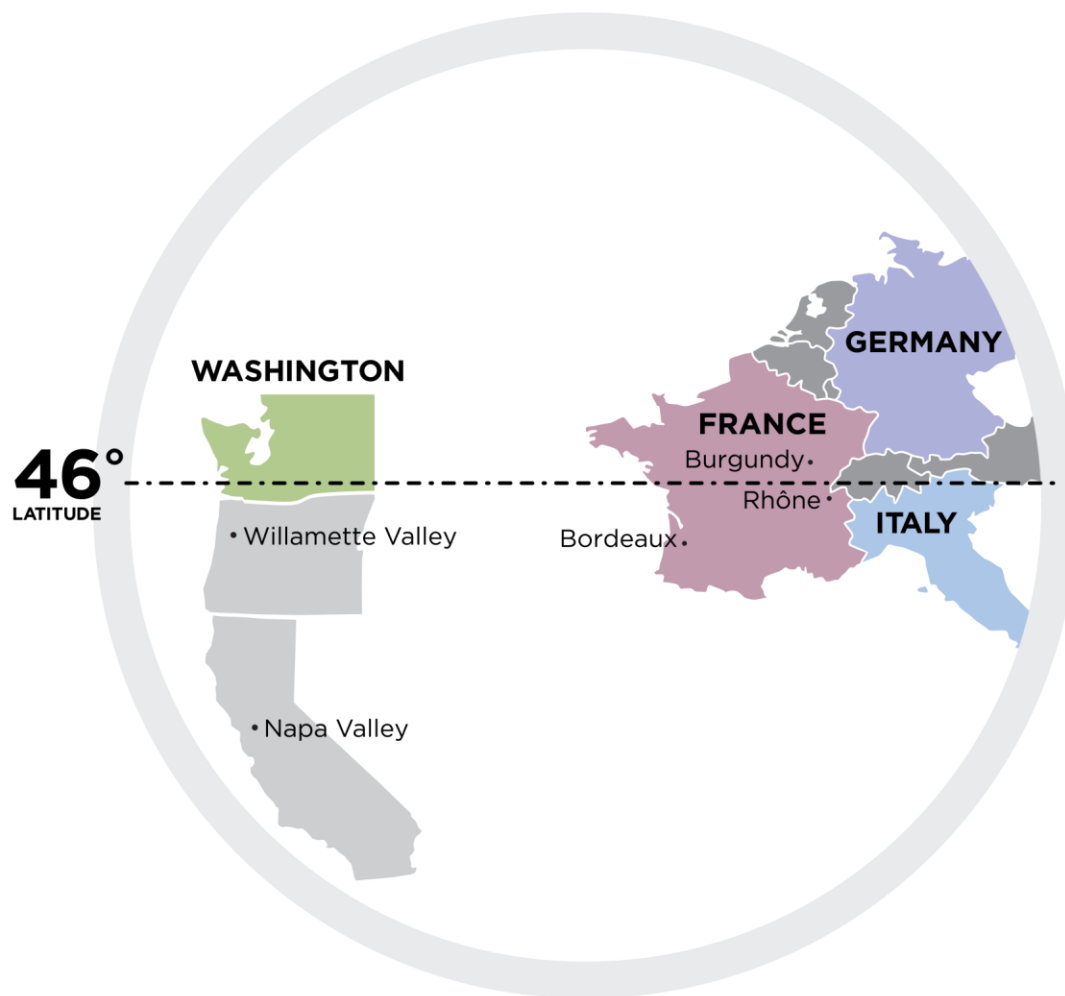 WASHINGTON
GERMANY
FRANCE
Burgundy
46°
LATITUDE
Rhône
ITALY
Willamette Valley
Bordeaux
Napa Valley